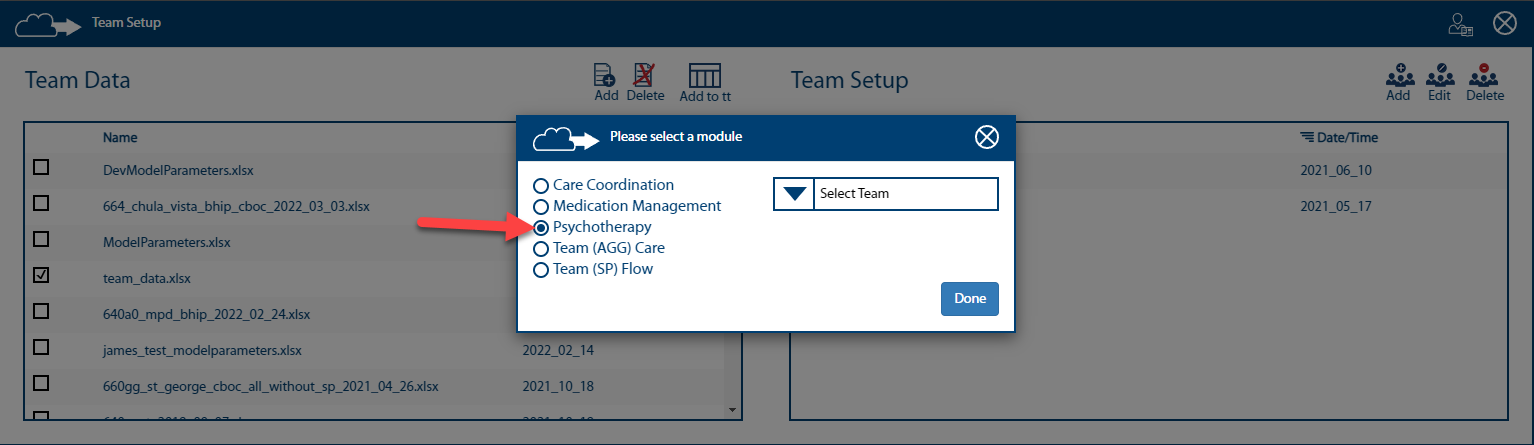 Team Setup
Team Data
Add
Delete
Add to tt
Team Setup
Add
Edit
Delete
Name
Date/Time
DevModelParameters.xlsx
2021_06_10
664_chula_vista_bhip_cboc_2022_03_03.xlsx
2021_05_17
ModelParameters.xlsx
team_data.xlsx
640a0_mpd_bhip_2022_02_24.xlsx
james_test_modelparameters.xlsx
2022_02_14
660gg_st_george_cboc_all_without_sp_2021_04_26.xlsx
2021_10_18
Please select a module
Care Coordination
Medication Management
Psychotherapy
Team (AGG) Care
Team (SP) Flow
Select Team
Done